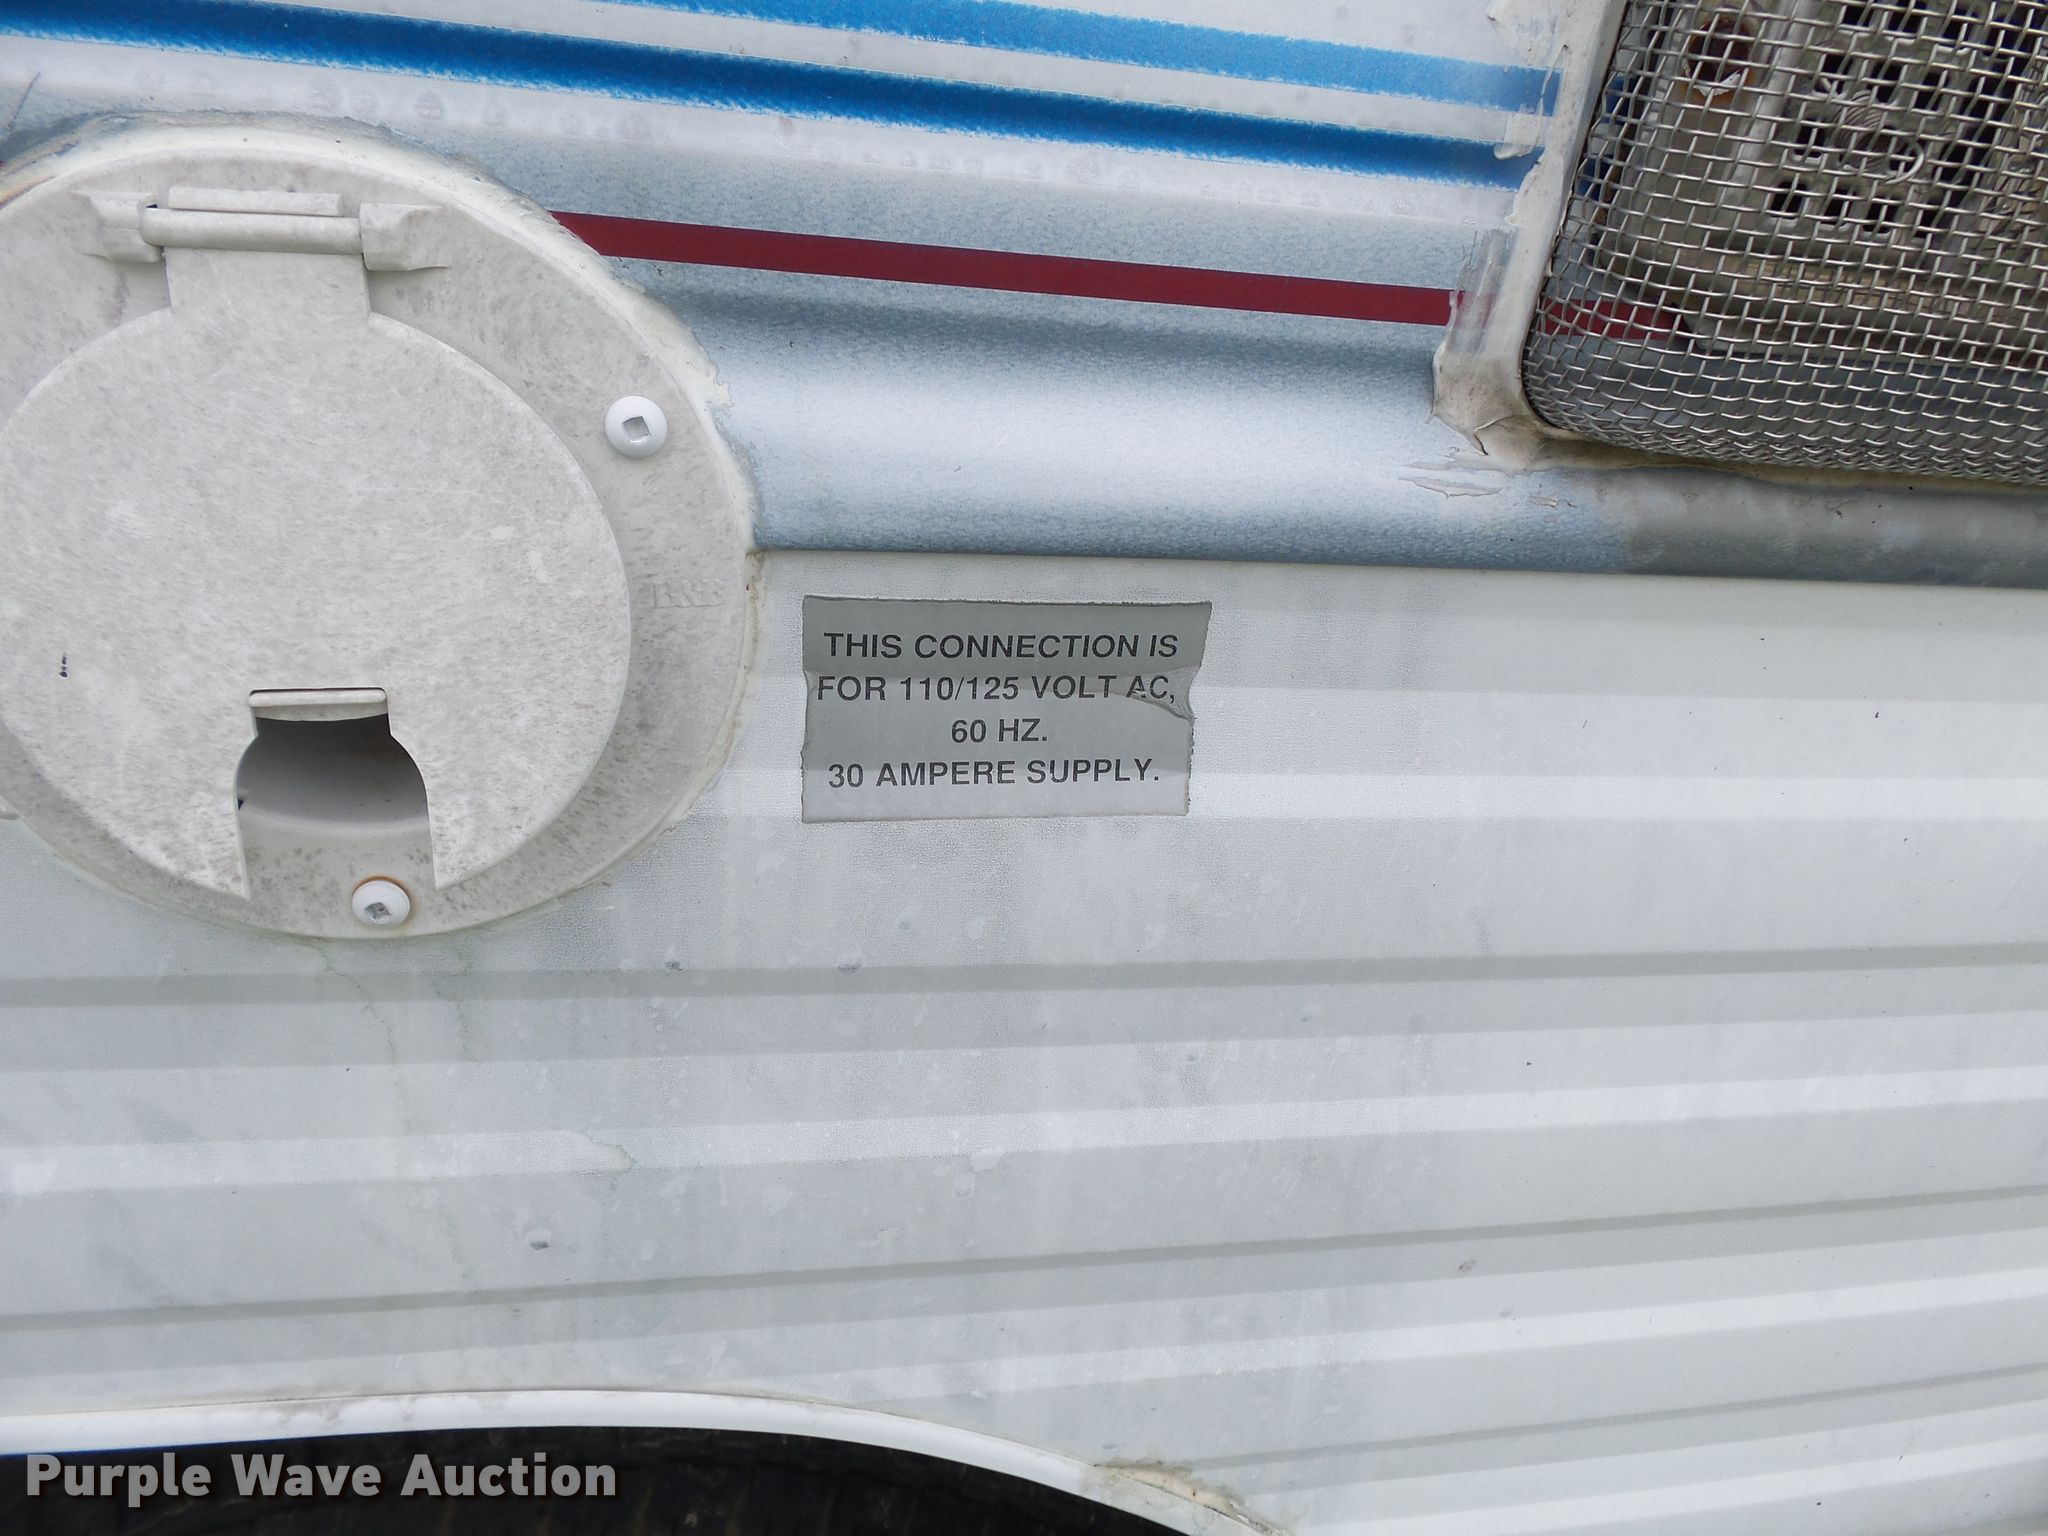 B&B
THIS CONNECTION IS
FOR 110/125 VOLT AC,
60 HZ.
30 AMPERE SUPPLY.
Purple Wave Auction